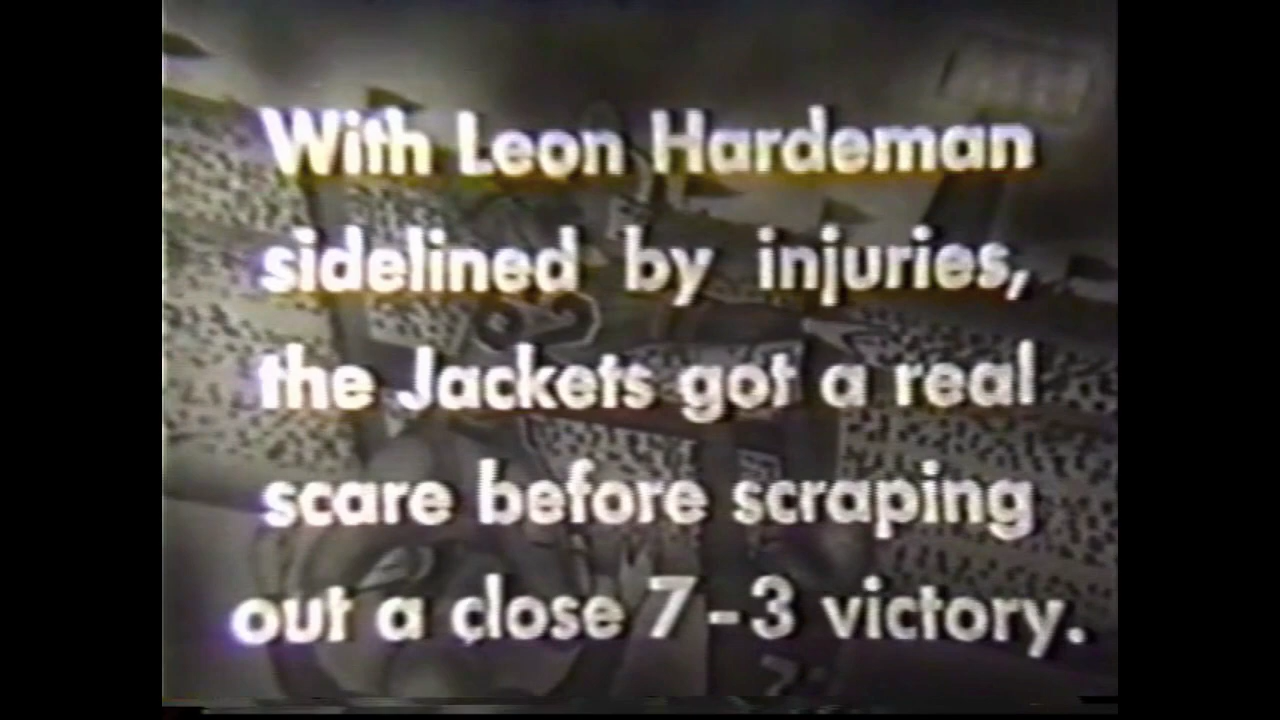 With Leon Hardeman
sidelined by injuries,
the Jackets got a real
scare before scraping
out a close 7-3 victory.